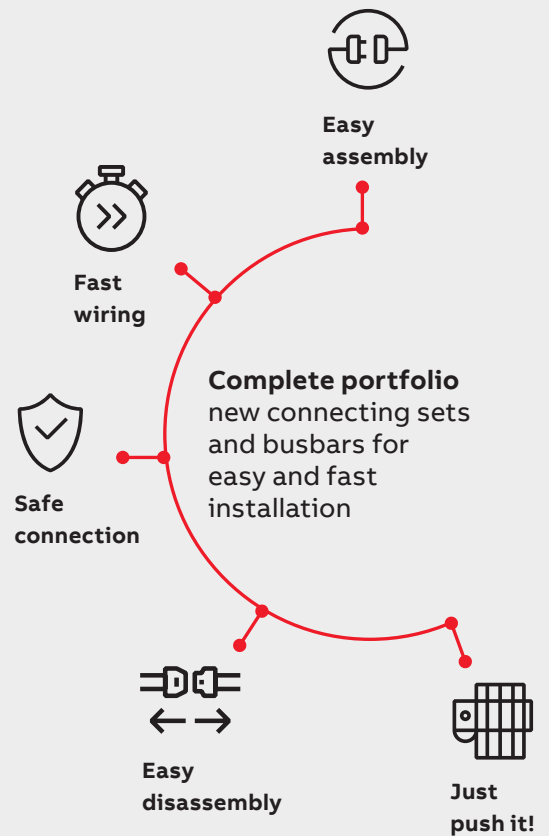 Easy
assembly
Fast
wiring
Complete portfolio
new connecting sets
and busbars for
easy and fast
installation
Safe
connection
Easy
disassembly
Just
push it!